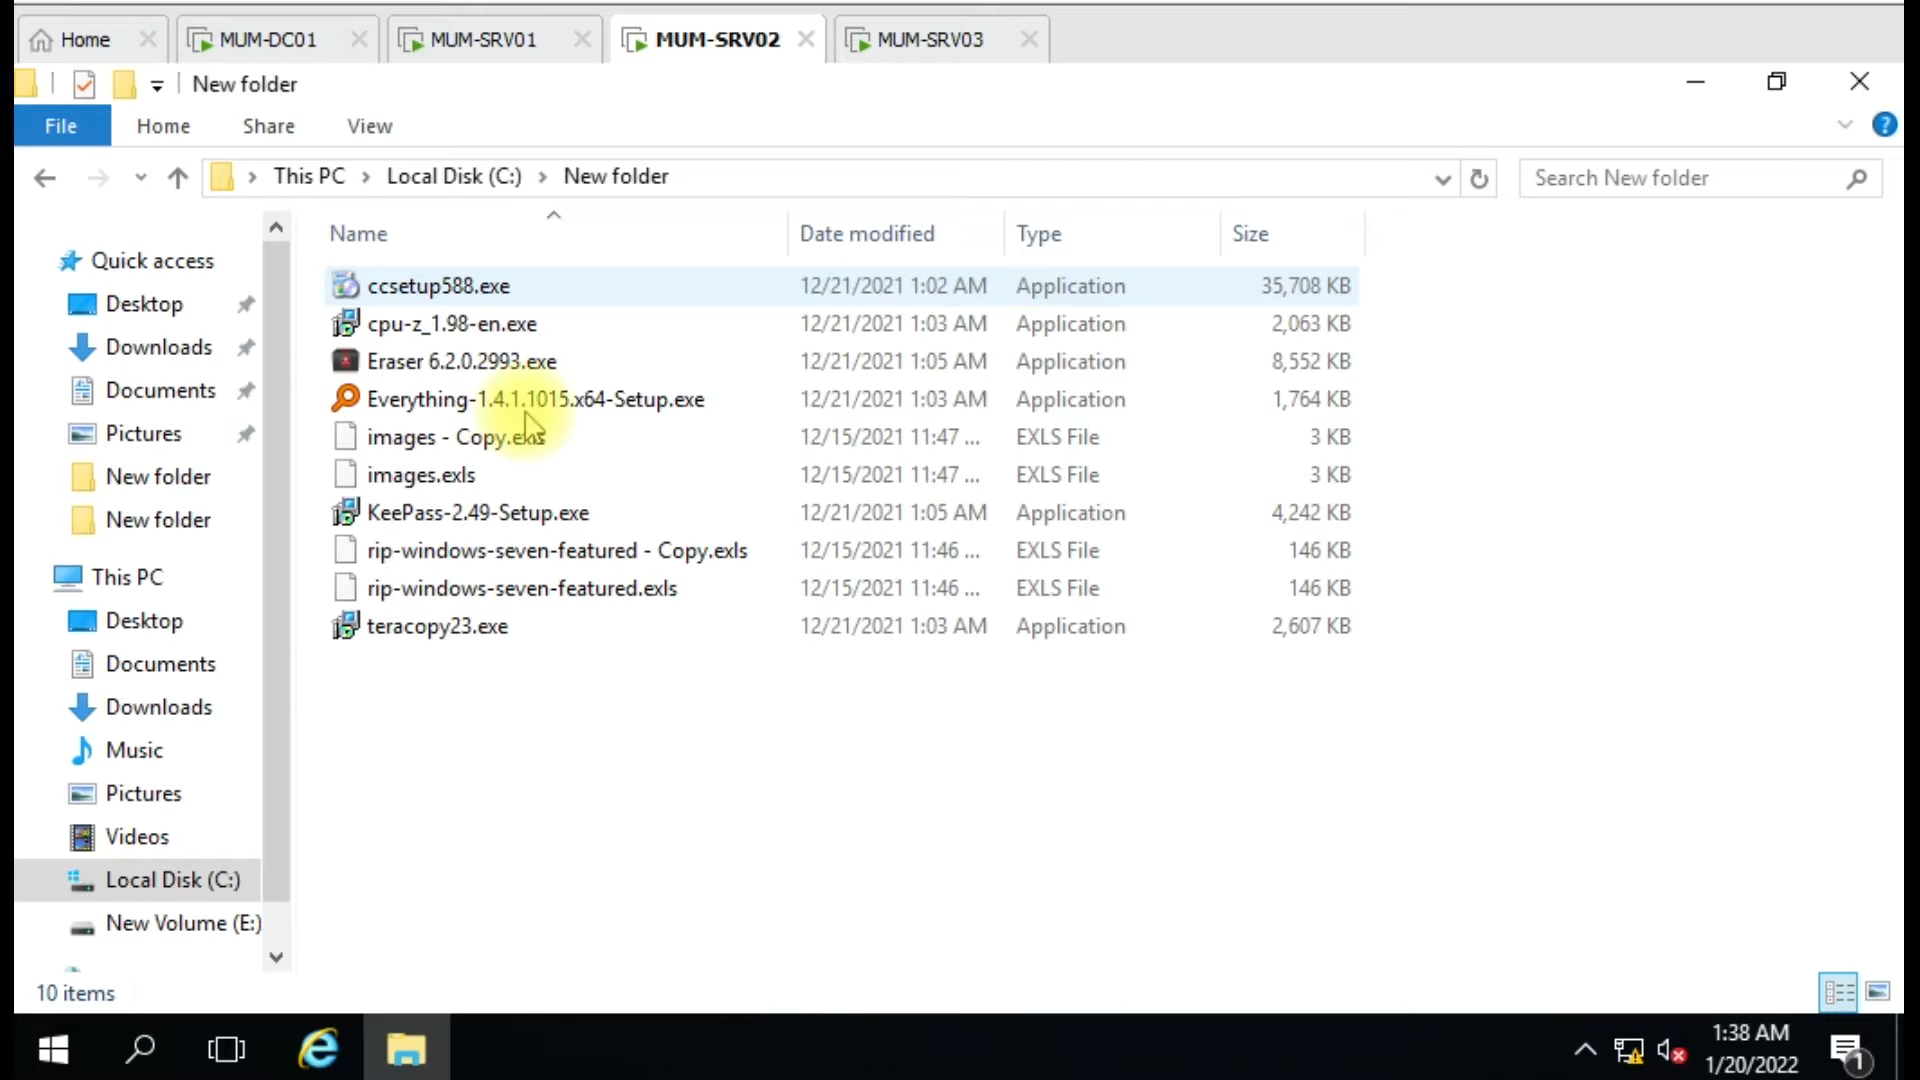 Home MUM-DC01 MUM-SRV01 MUM-SRV02 MUM-SRV03
New folder
File Home Share View
This PC Local Disk (C:) New folder Search New folder
Name Date modified Type Size
Quick access
Desktop
Downloads
Documents
Pictures
New folder
New folder
This PC
Desktop
Documents
Downloads
Music
Pictures
Videos
Local Disk (C:)
New Volume (E:)
ccsetup588.exe 12/21/2021 1:02 AM Application 35,708 KB
cpu-z_1.98-en.exe 12/21/2021 1:03 AM Application 2,063 KB
Eraser 6.2.0.2993.exe 12/21/2021 1:05 AM Application 8,552 KB
Everything-1.4.1.1015.x64-Setup.exe 12/21/2021 1:03 AM Application 1,764 KB
images - Copy.exls 12/15/2021 11:47 ... EXLS File 3 KB
images.exls 12/15/2021 11:47 ... EXLS File 3 KB
KeePass-2.49-Setup.exe 12/21/2021 1:05 AM Application 4,242 KB
rip-windows-seven-featured - Copy.exls 12/15/2021 11:46 ... EXLS File 146 KB
rip-windows-seven-featured.exls 12/15/2021 11:46 ... EXLS File 146 KB
teracopy23.exe 12/21/2021 1:03 AM Application 2,607 KB
10 items
1:38 AM
1/20/2022
1